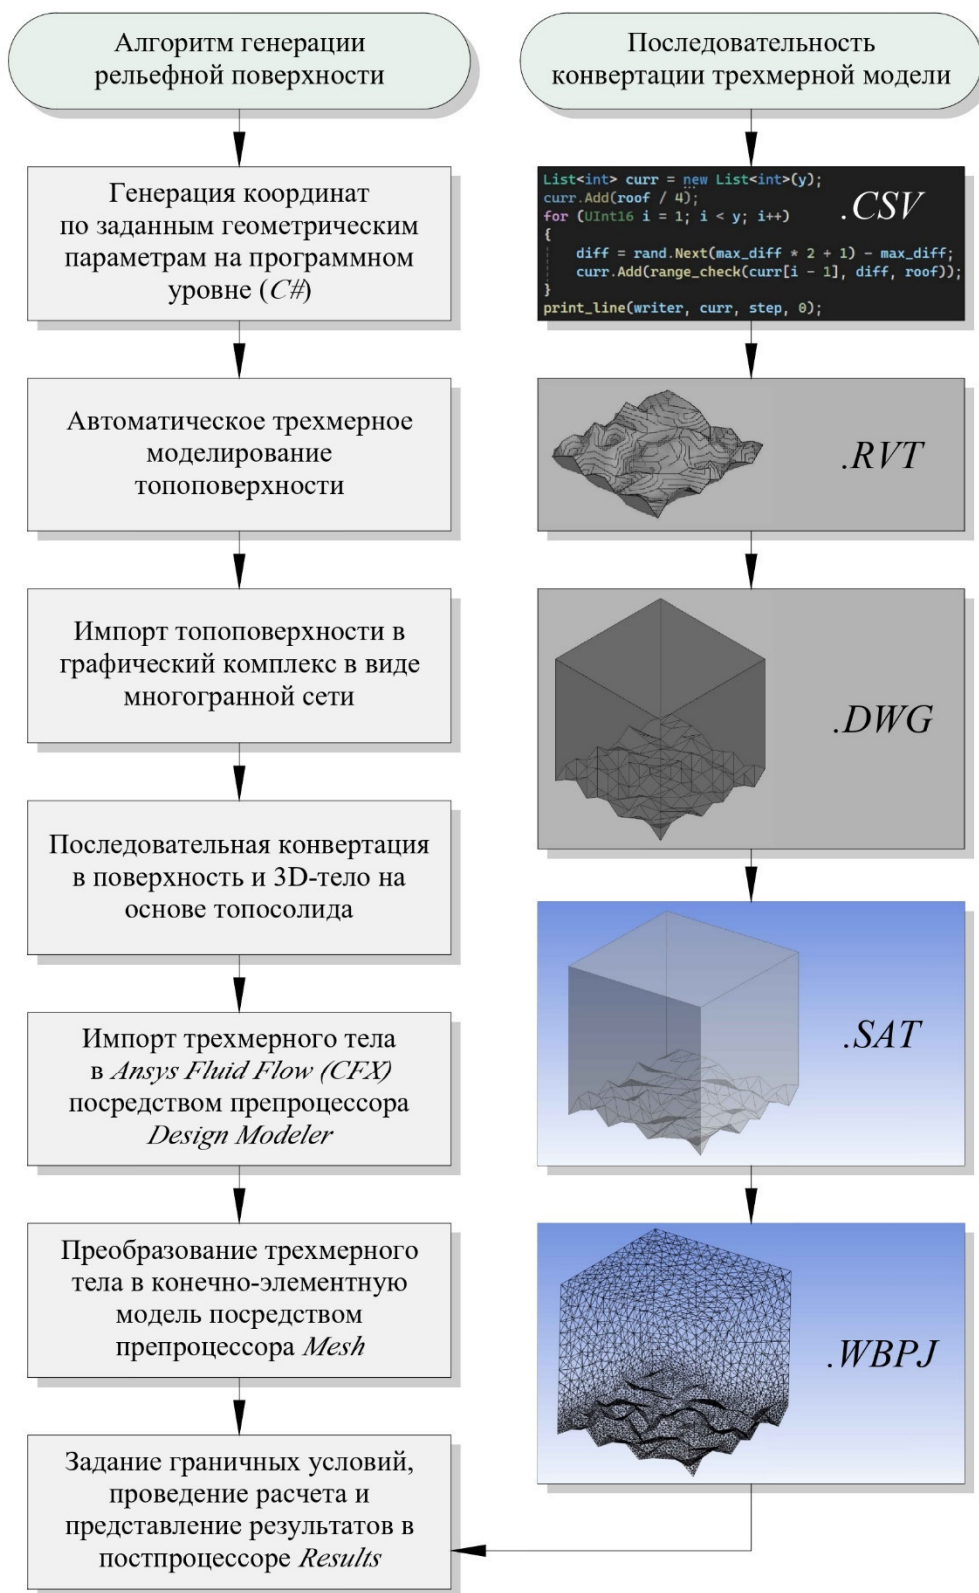 Алгоритм генерации
рельефной поверхности
Генерация координат
по заданным геометрическим
параметрам на программном
уровне (C#)
Автоматическое трехмерное
моделирование
топоповерхности
Импорт топоповерхности в
графический комплекс в виде
многогранной сети
Последовательная конвертация
в поверхность и 3D-тело на
основе топосолида
Импорт трехмерного тела
в Ansys Fluid Flow (CFX)
посредством препроцессора
Design Modeler
Преобразование трехмерного
тела в конечно-элементную
модель посредством
препроцессора Mesh
Задание граничных условий,
проведение расчета и
представление результатов в
постпроцессоре Results
Последовательность
конвертации трехмерной модели
List<int> curr = new List<int>(y);
curr.Add(roof / 4);
for (UInt16 i = 1; i < y; i++)
{
diff = rand.Next(max_diff * 2 + 1) - max_diff;
curr.Add(range_check(curr[i - 1], diff, roof));
}
print_line(writer, curr, step, 0);
.CSV
.RVT
.DWG
.SAT
.WBPJ